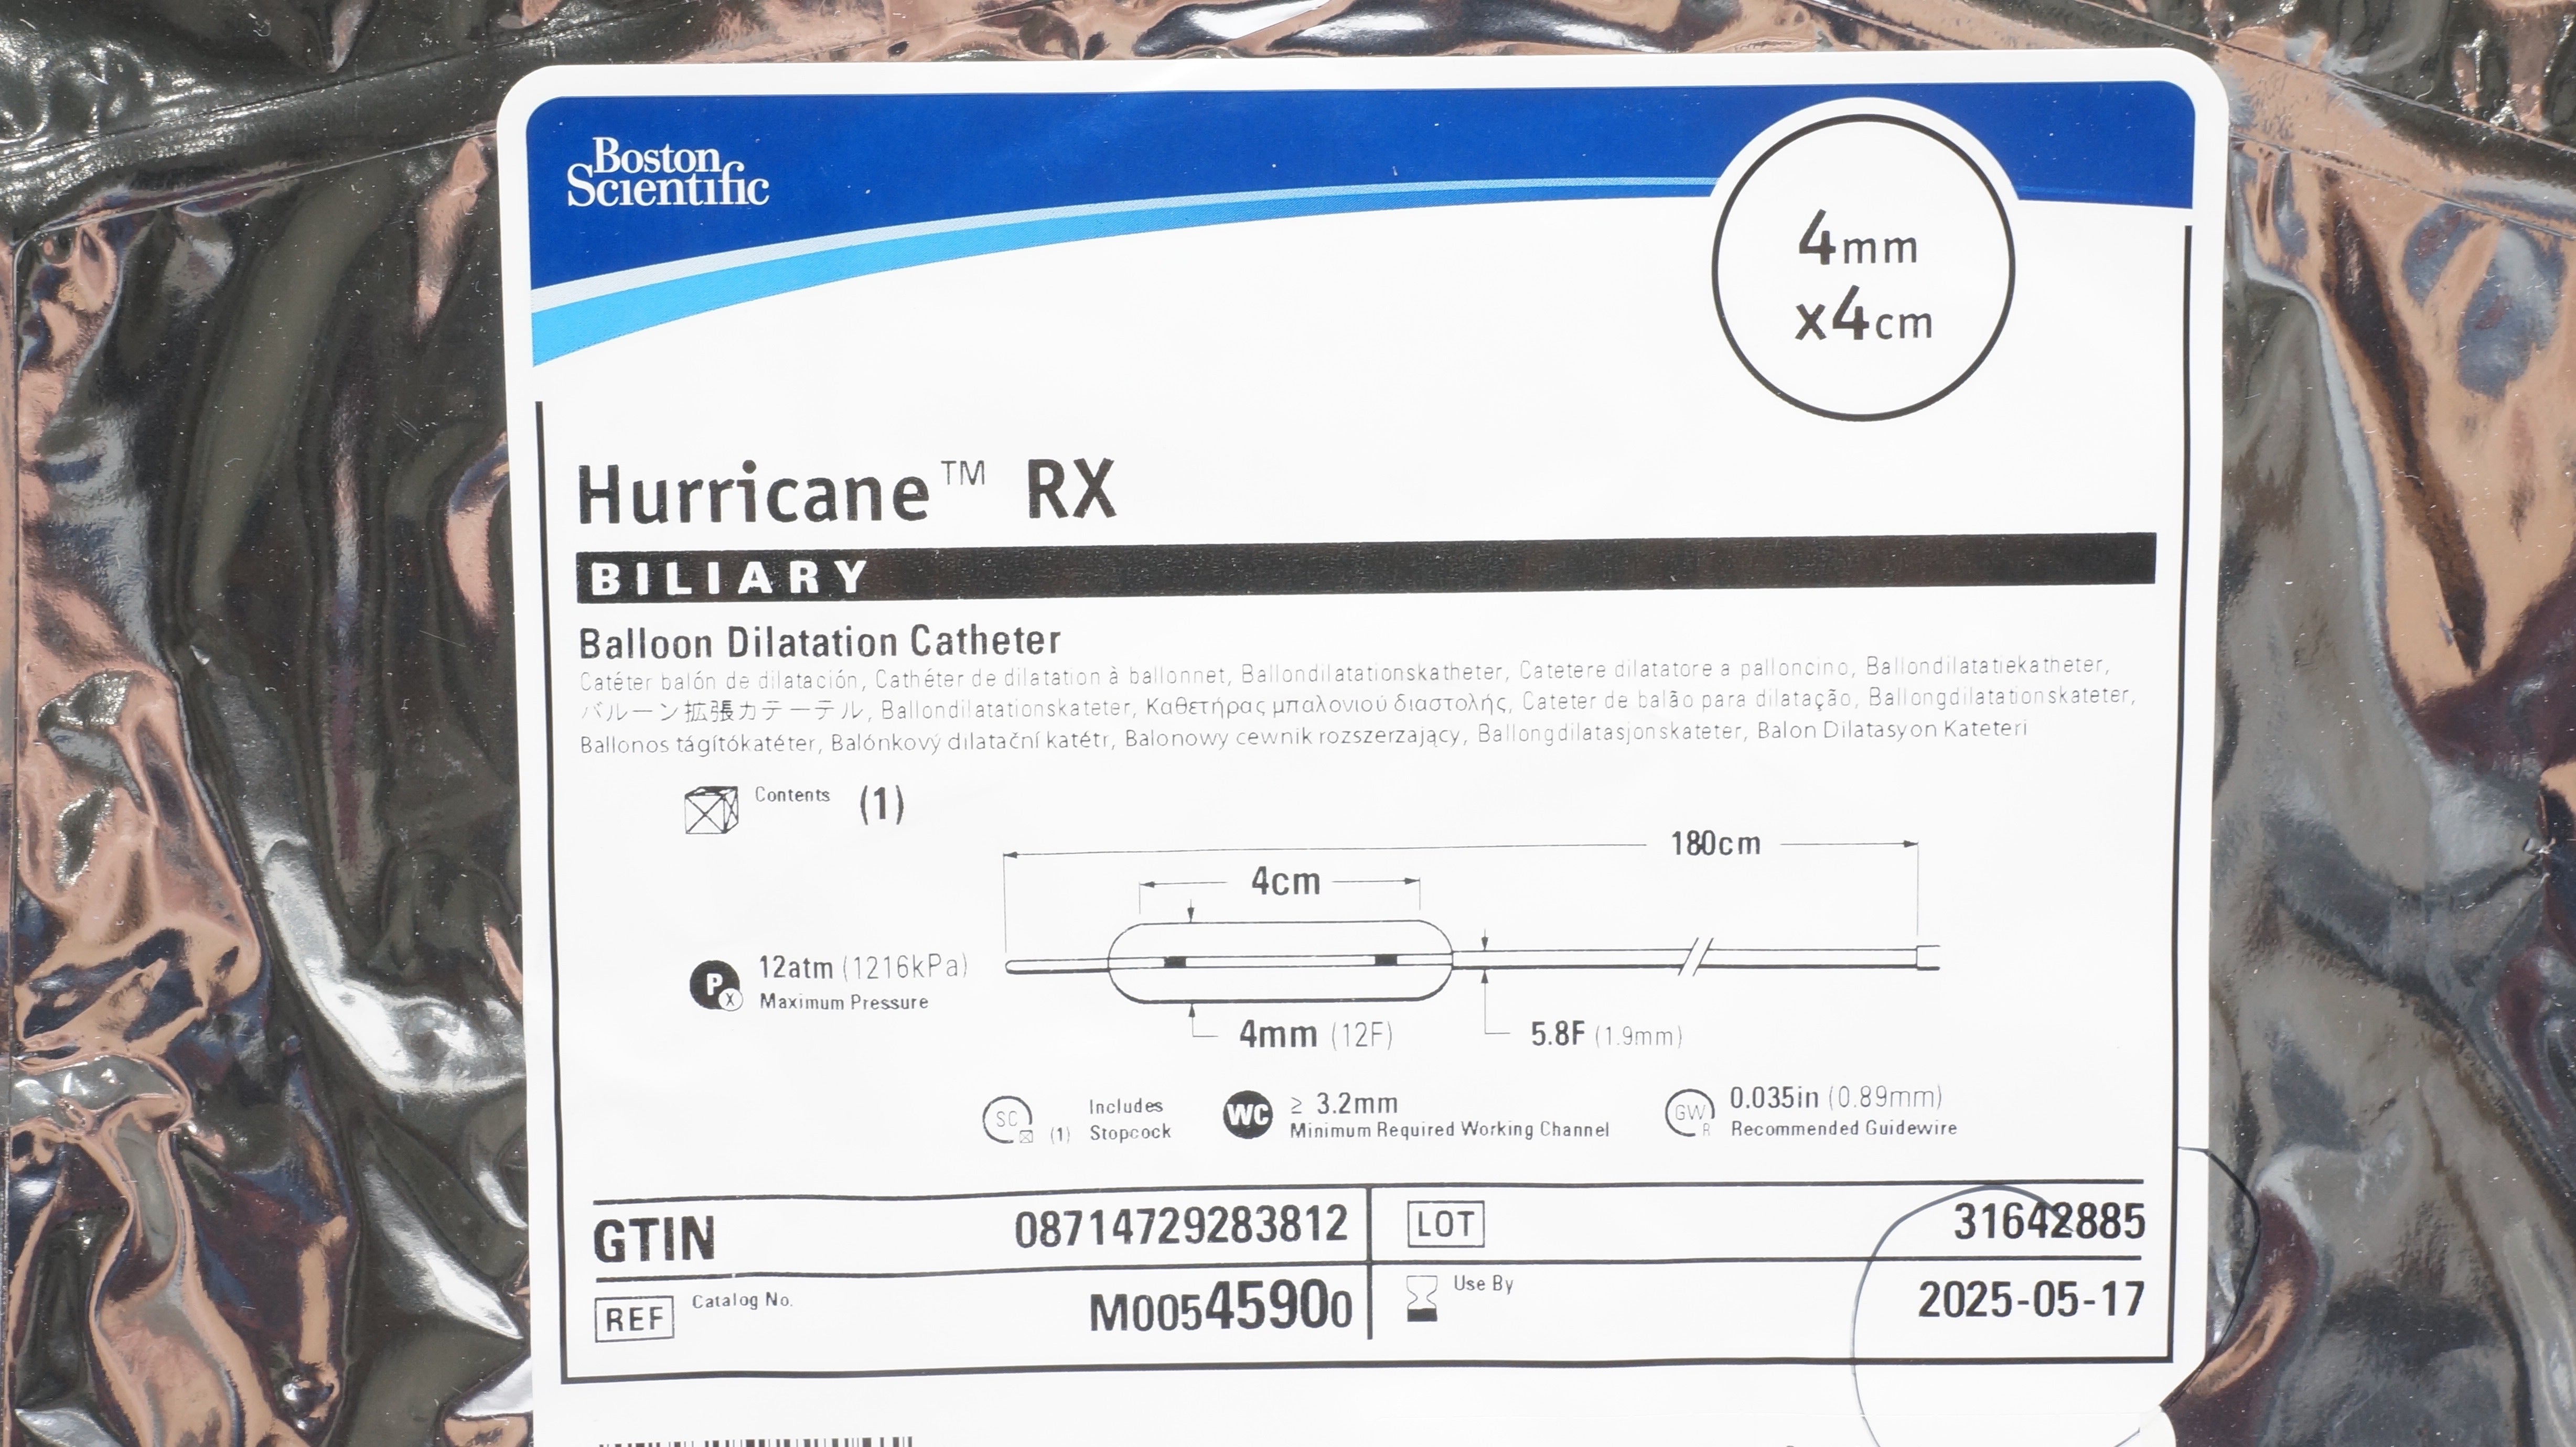 Boston
Scientific
4mm
x4cm
Hurricane™ RX
BILIARY
Balloon Dilatation Catheter
Catéter balón de dilatación, Cathéter de dilatation à ballonnet, Ballondilatationskatheter, Catetere dilatatore a palloncino, Ballondilatatiekatheter,
バルーン拡張カテーテル, Ballondilatationskateter, Καθετήρας μπαλονιού διαστολής, Cateter de balão para dilatação, Ballongdilatationskateter,
Ballonos tágítókatéter, Balónkový dilatační katétr, Balonowy cewnik rozszerzający, Ballongdilatasjonskateter, Balon Dilatasyon Kateteri
Contents (1)
180cm
4cm
P X 12atm (1216kPa)
Maximum Pressure
4mm (12F) 5.8F (1.9mm)
SC (1) Includes
Stopcock
WC ≥ 3.2mm
Minimum Required Working Channel
GW R 0.035in (0.89mm)
Recommended Guidewire
GTIN 08714729283812
LOT 31642885
REF Catalog No. M00545900
Use By 2025-05-17